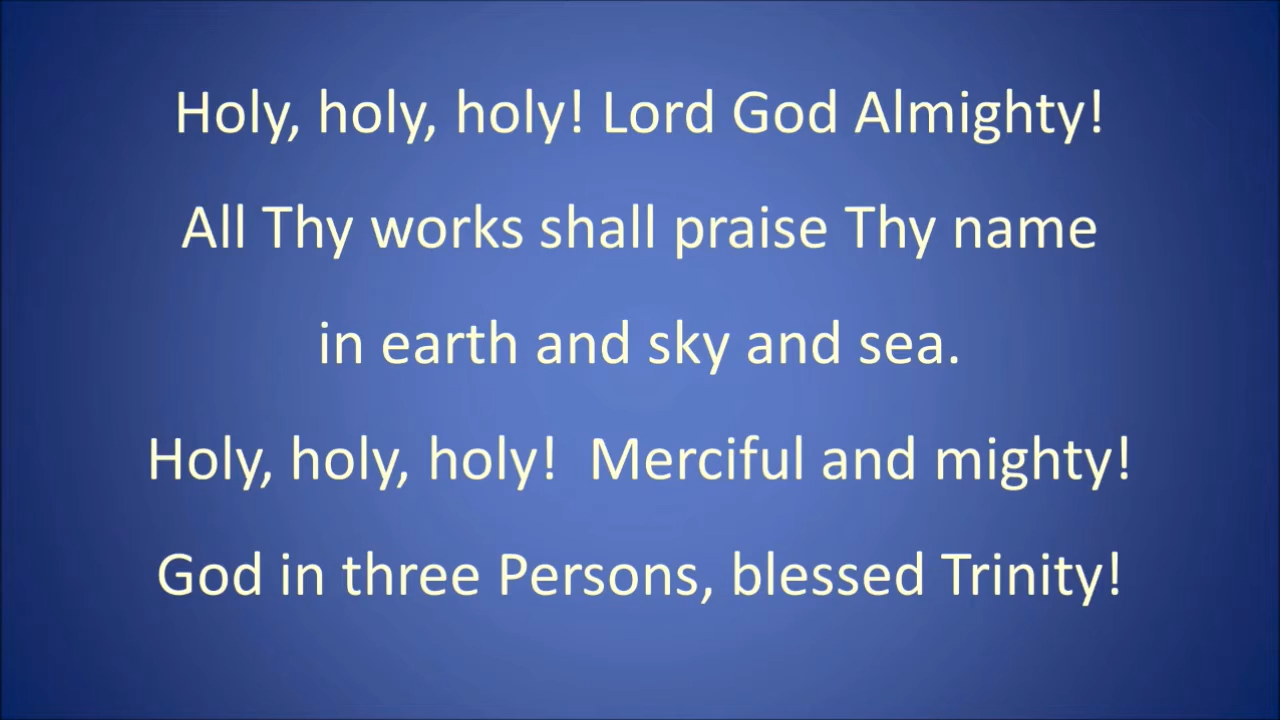 Holy, holy, holy! Lord God Almighty!
All Thy works shall praise Thy name
in earth and sky and sea.
Holy, holy, holy!  Merciful and mighty!
God in three Persons, blessed Trinity!